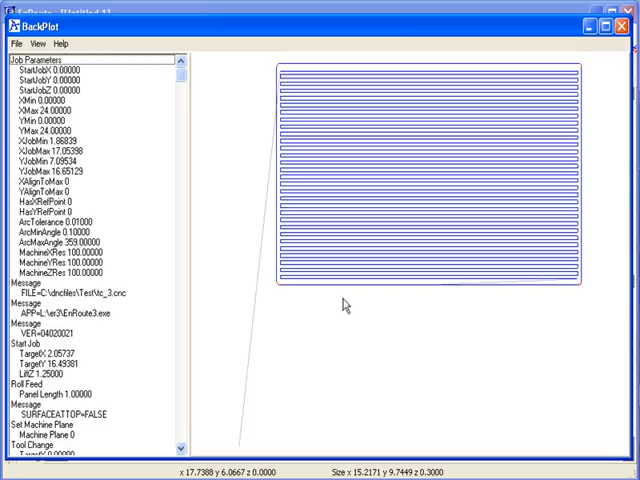 EnRoute - [Untitled 1]
BackPlot
File View Help
Job Parameters
StartJobX 0.00000
StartJobY 0.00000
StartJobZ 0.00000
XMin 0.00000
XMax 24.00000
YMin 0.00000
YMax 24.00000
XJobMin 1.86839
XJobMax 17.05398
YJobMin 7.09534
YJobMax 16.65129
XAlignToMax 0
YAlignToMax 0
HasXRefPoint 0
HasYRefPoint 0
ArcTolerance 0.01000
ArcMinAngle 0.10000
ArcMaxAngle 359.00000
MachineXRes 100.00000
MachineYRes 100.00000
MachineZRes 100.00000
Message
FILE=C:\dncfiles\Test\tc_3.cnc
Message
APP=L:\er3\EnRoute3.exe
Message
VER=04020021
Start Job
TargetX 2.05737
TargetY 16.49381
LiftZ 1.25000
Roll Feed
Panel Length 1.00000
Message
SURFACEATTOP=FALSE
Set Machine Plane
Machine Plane 0
Tool Change
x 17.7388 y 6.0667 z 0.0000
Size x 15.2171 y 9.7449 z 0.3000